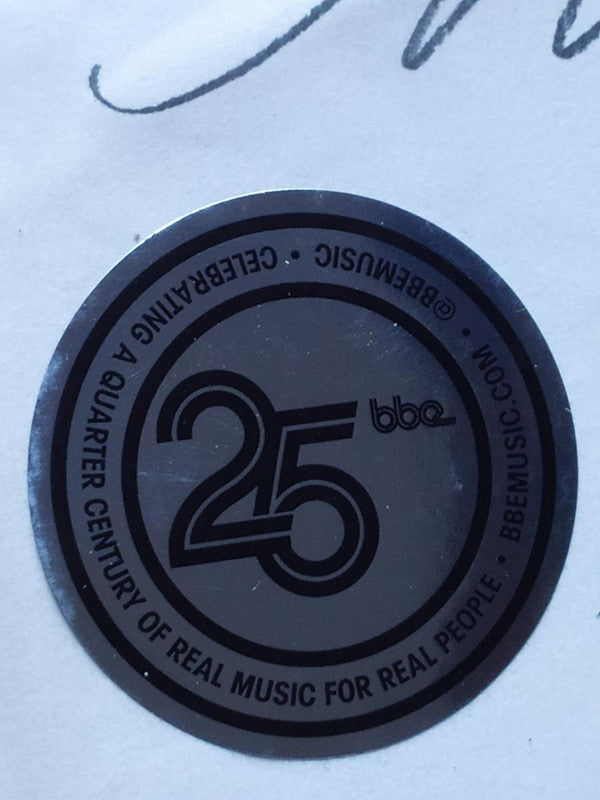 CELEBRATING A QUARTER CENTURY OF REAL MUSIC FOR REAL PEOPLE • BBEMUSIC.COM • @BBEMUSIC •
25
bbe